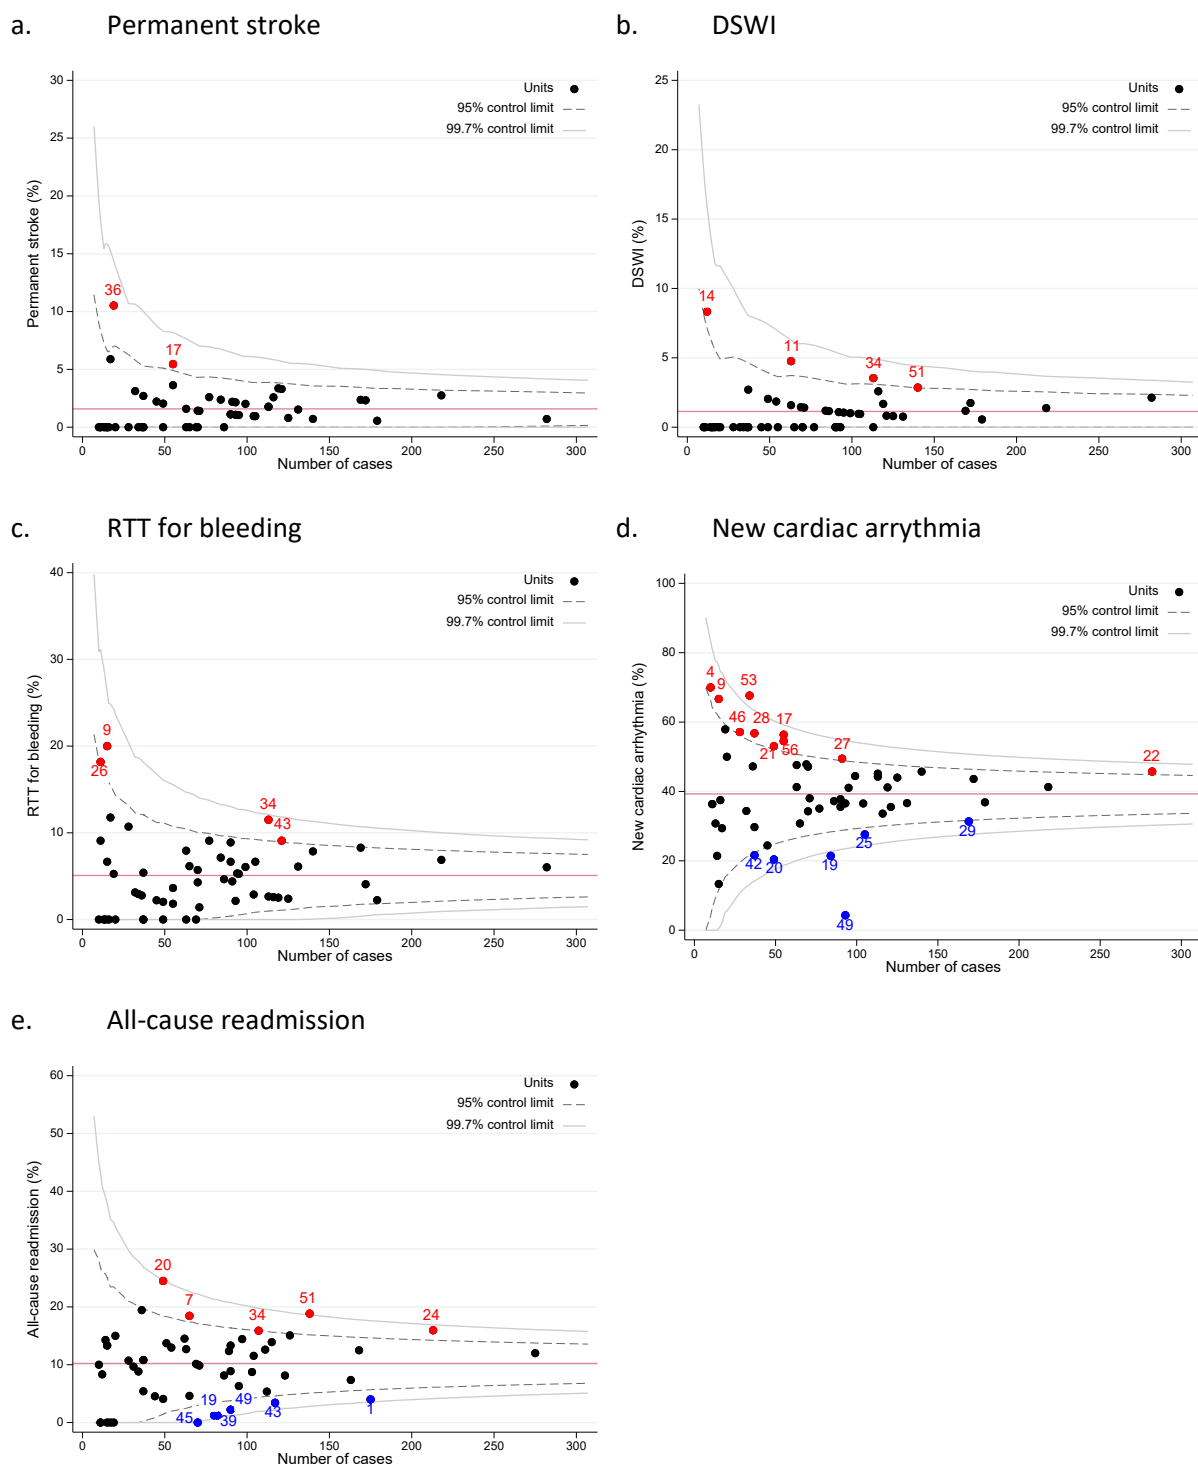 a. Permanent stroke
30
25
20
15
10
5
0
Permanent stroke (%)
Units
95% control limit
99.7% control limit
36
17
0 50 100 150 200 250 300
Number of cases
b. DSWI
25
20
15
10
5
0
DSWI (%)
Units
95% control limit
99.7% control limit
14
11
34
51
0 50 100 150 200 250 300
Number of cases
c. RTT for bleeding
40
30
20
10
0
RTT for bleeding (%)
Units
95% control limit
99.7% control limit
9
26
34
43
0 50 100 150 200 250 300
Number of cases
d. New cardiac arrythmia
100
80
60
40
20
0
New cardiac arrhythmia (%)
Units
95% control limit
99.7% control limit
4
9
53
46
28
17
21
56
27
22
42
20
19
25
29
49
0 50 100 150 200 250 300
Number of cases
e. All-cause readmission
60
50
40
30
20
10
0
All-cause readmission (%)
Units
95% control limit
99.7% control limit
20
7
34
51
24
45
19
39
49
43
1
0 50 100 150 200 250 300
Number of cases